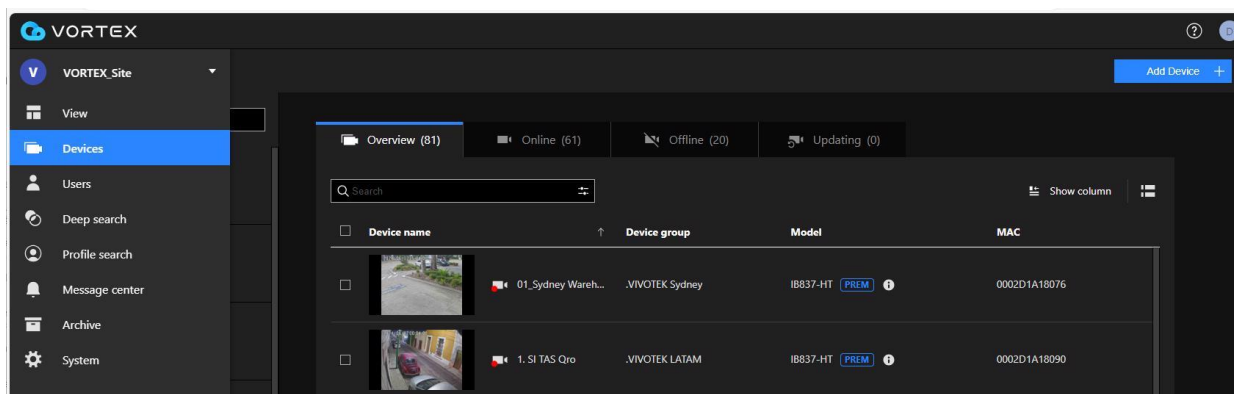 VORTEX
D
V VORTEX_Site
Add Device +
View
Devices
Users
Deep search
Profile search
Message center
Archive
System
Overview (81)
Online (61)
Offline (20)
Updating (0)
Search
Show column
Device name ↑ Device group Model MAC
01_Sydney Wareh... .VIVOTEK Sydney IB837-HT PREM 0002D1A18076
1. SI TAS Qro .VIVOTEK LATAM IB837-HT PREM 0002D1A18090